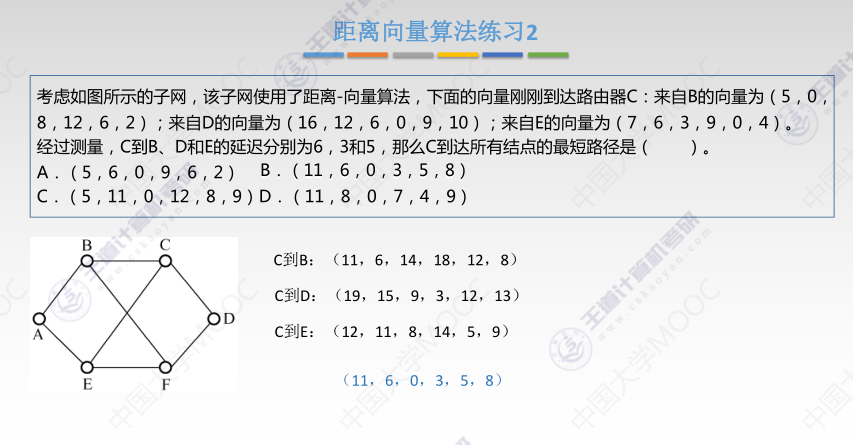 距离向量算法练习2
考虑如图所示的子网，该子网使用了距离-向量算法，下面的向量刚刚到达路由器C：来自B的向量为（5，0，
8，12，6，2）；来自D的向量为（16，12，6，0，9，10）；来自E的向量为（7，6，3，9，0，4）。
经过测量，C到B、D和E的延迟分别为6，3和5，那么C到达所有结点的最短路径是（　　）。
A．（5，6，0，9，6，2） B．（11，6，0，3，5，8）
C．（5，11，0，12，8，9）D．（11，8，0，7，4，9）
B C
A D
E F
C到B：（11，6，14，18，12，8）
C到D：（19，15，9，3，12，13）
C到E：（12，11，8，14，5，9）
（11，6，0，3，5，8）
王道计算机考研
www.cskaoyan.com
中国大学MOOC